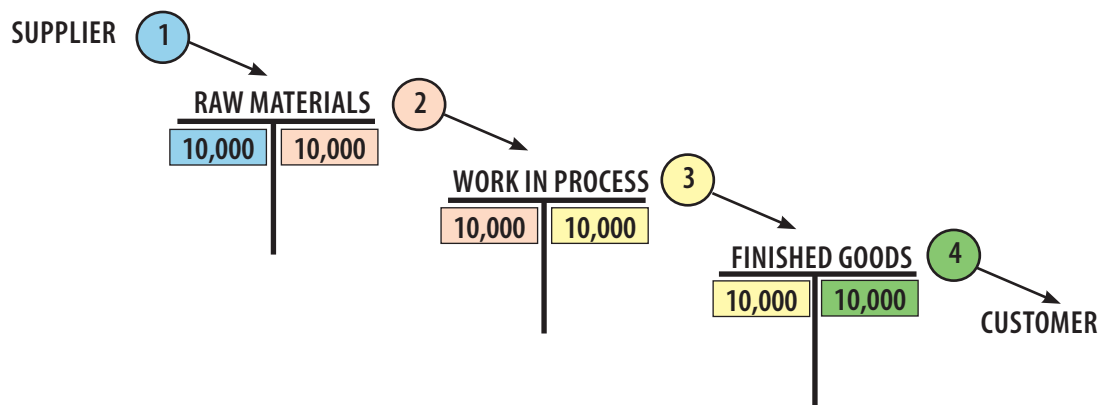 SUPPLIER 1
RAW MATERIALS 2
10,000 10,000
WORK IN PROCESS 3
10,000 10,000
FINISHED GOODS 4
10,000 10,000
CUSTOMER